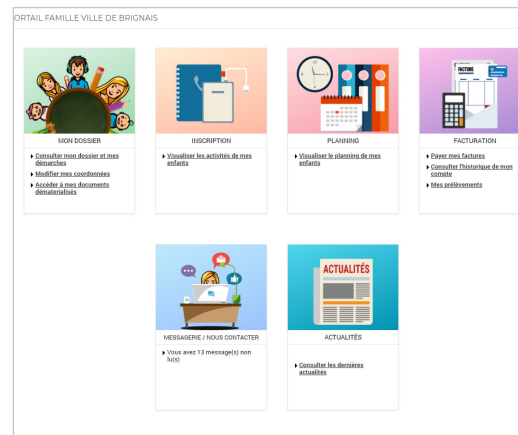 ORTAIL FAMILLE VILLE DE BRIGNAIS
FACTURE
MON DOSSIER
Consulter mon dossier et mes
démarches
Modifier mes coordonnées
Accéder à mes documents
dématerialisés
INSCRIPTION
Visualiser les activités de mes
enfants
PLANNING
Visualiser le planning de mes
enfants
FACTURATION
Payer mes factures
Consulter l'historique de mon
compte
Mes prélèvements
ACTUALITÉS
MESSAGERIE / NOUS CONTACTER
Vous avez 13 message(s) non
lu(s)
ACTUALITÉS
Consulter les dernières
actualités